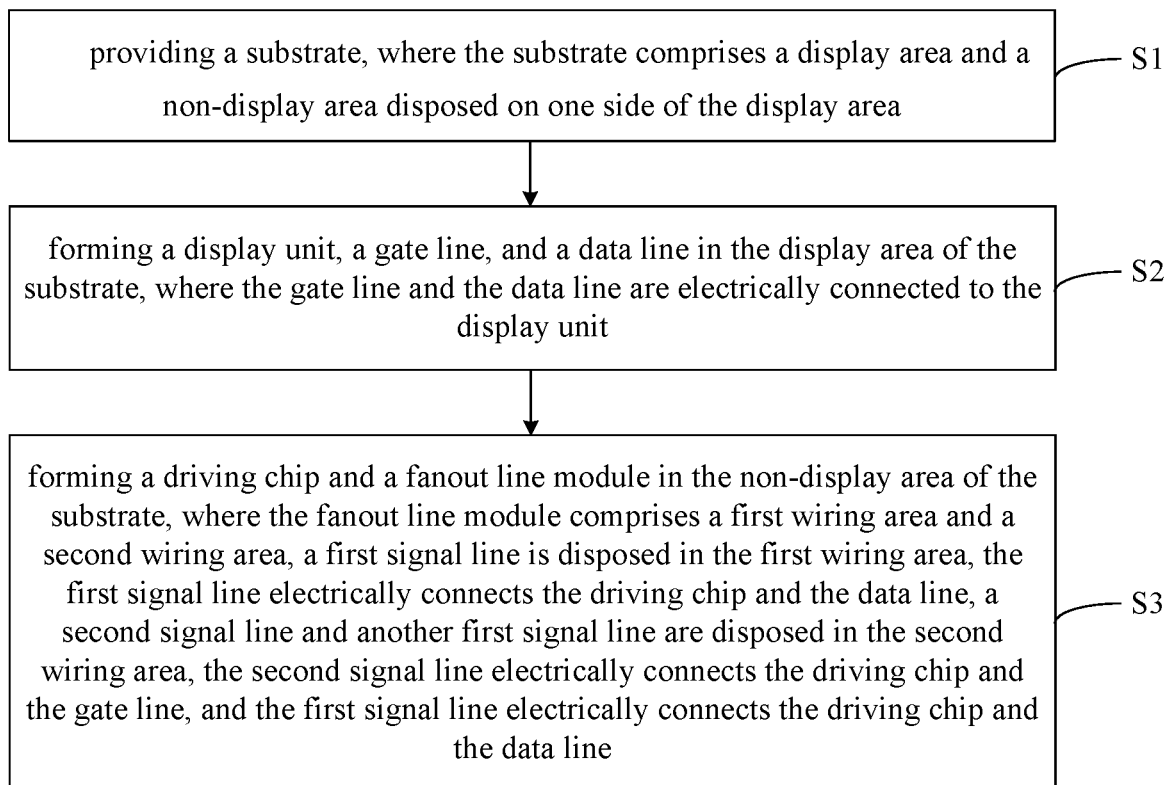 providing a substrate, where the substrate comprises a display area and a
non-display area disposed on one side of the display area
S1
forming a display unit, a gate line, and a data line in the display area of the
substrate, where the gate line and the data line are electrically connected to the
display unit
S2
forming a driving chip and a fanout line module in the non-display area of the
substrate, where the fanout line module comprises a first wiring area and a
second wiring area, a first signal line is disposed in the first wiring area, the
first signal line electrically connects the driving chip and the data line, a
second signal line and another first signal line are disposed in the second
wiring area, the second signal line electrically connects the driving chip and
the gate line, and the first signal line electrically connects the driving chip and
the data line
S3